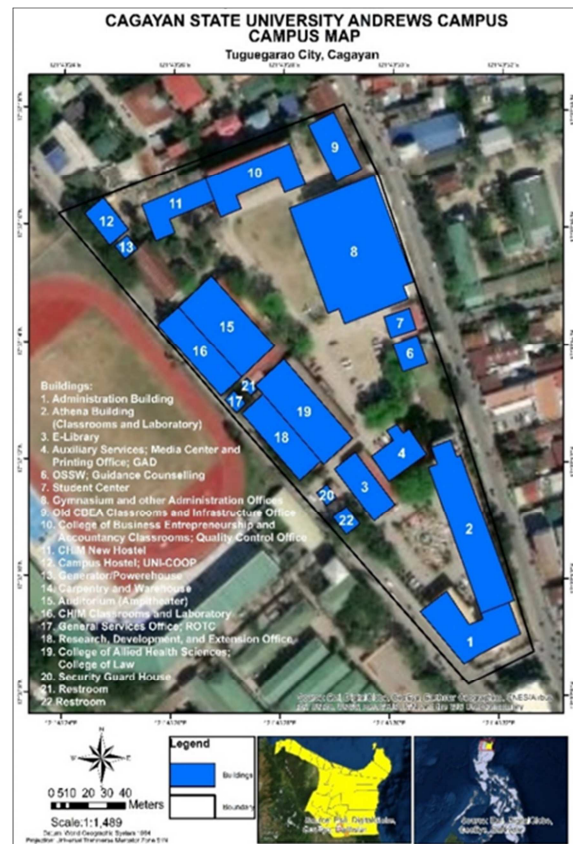 CAGAYAN STATE UNIVERSITY ANDREWS CAMPUS
CAMPUS MAP
Tuguegarao City, Cagayan
9
10
11
12
13
8
15
16
7
6
21
17
19
18
4
3
20
22
2
1
Buildings:
1. Administration Building
2. Athena Building
(Classrooms and Laboratory)
3. E-Library
4. Auxiliary Services; Media Center and
Printing Office; GAD
6. OSSW; Guidance Counselling
7. Student Center
8. Gymnasium and other Administration Offices
9. Old CBEA Classrooms and Infrastructure Office
10. College of Business Entrepreneurship and
Accountancy Classrooms; Quality Control Office
11. CHIM New Hostel
12. Campus Hostel; UNI-COOP
13. Generator/Powerehouse
14. Carpentry and Warehouse
15. Auditorium (Ampitheater)
16. CHIM Classrooms and Laboratory
17. General Services Office; ROTC
18. Research, Development, and Extension Office
19. College of Allied Health Sciences;
College of Law
20. Security Guard House
21. Restroom
22 Restroom
N
0 5 10 20 30 40
Meters
Scale:1:1,489
Legend
Buildings
Boundary